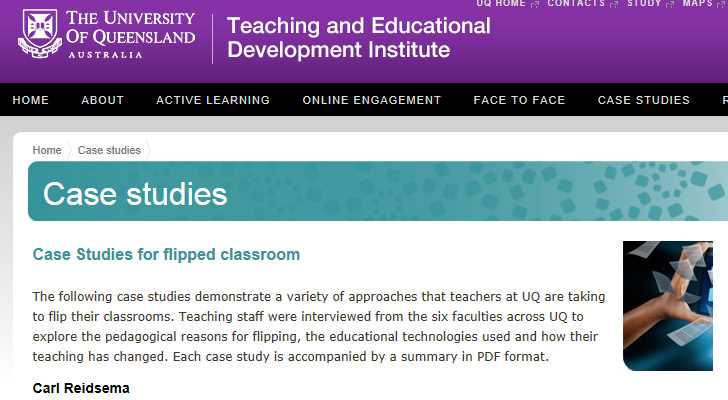 UQ HOME CONTACTS STUDY MAPS
THE UNIVERSITY
OF QUEENSLAND
AUSTRALIA
Teaching and Educational
Development Institute
HOME ABOUT ACTIVE LEARNING ONLINE ENGAGEMENT FACE TO FACE CASE STUDIES
Home Case studies
Case studies
Case Studies for flipped classroom
The following case studies demonstrate a variety of approaches that teachers at UQ are taking
to flip their classrooms. Teaching staff were interviewed from the six faculties across UQ to
explore the pedagogical reasons for flipping, the educational technologies used and how their
teaching has changed. Each case study is accompanied by a summary in PDF format.
Carl Reidsema